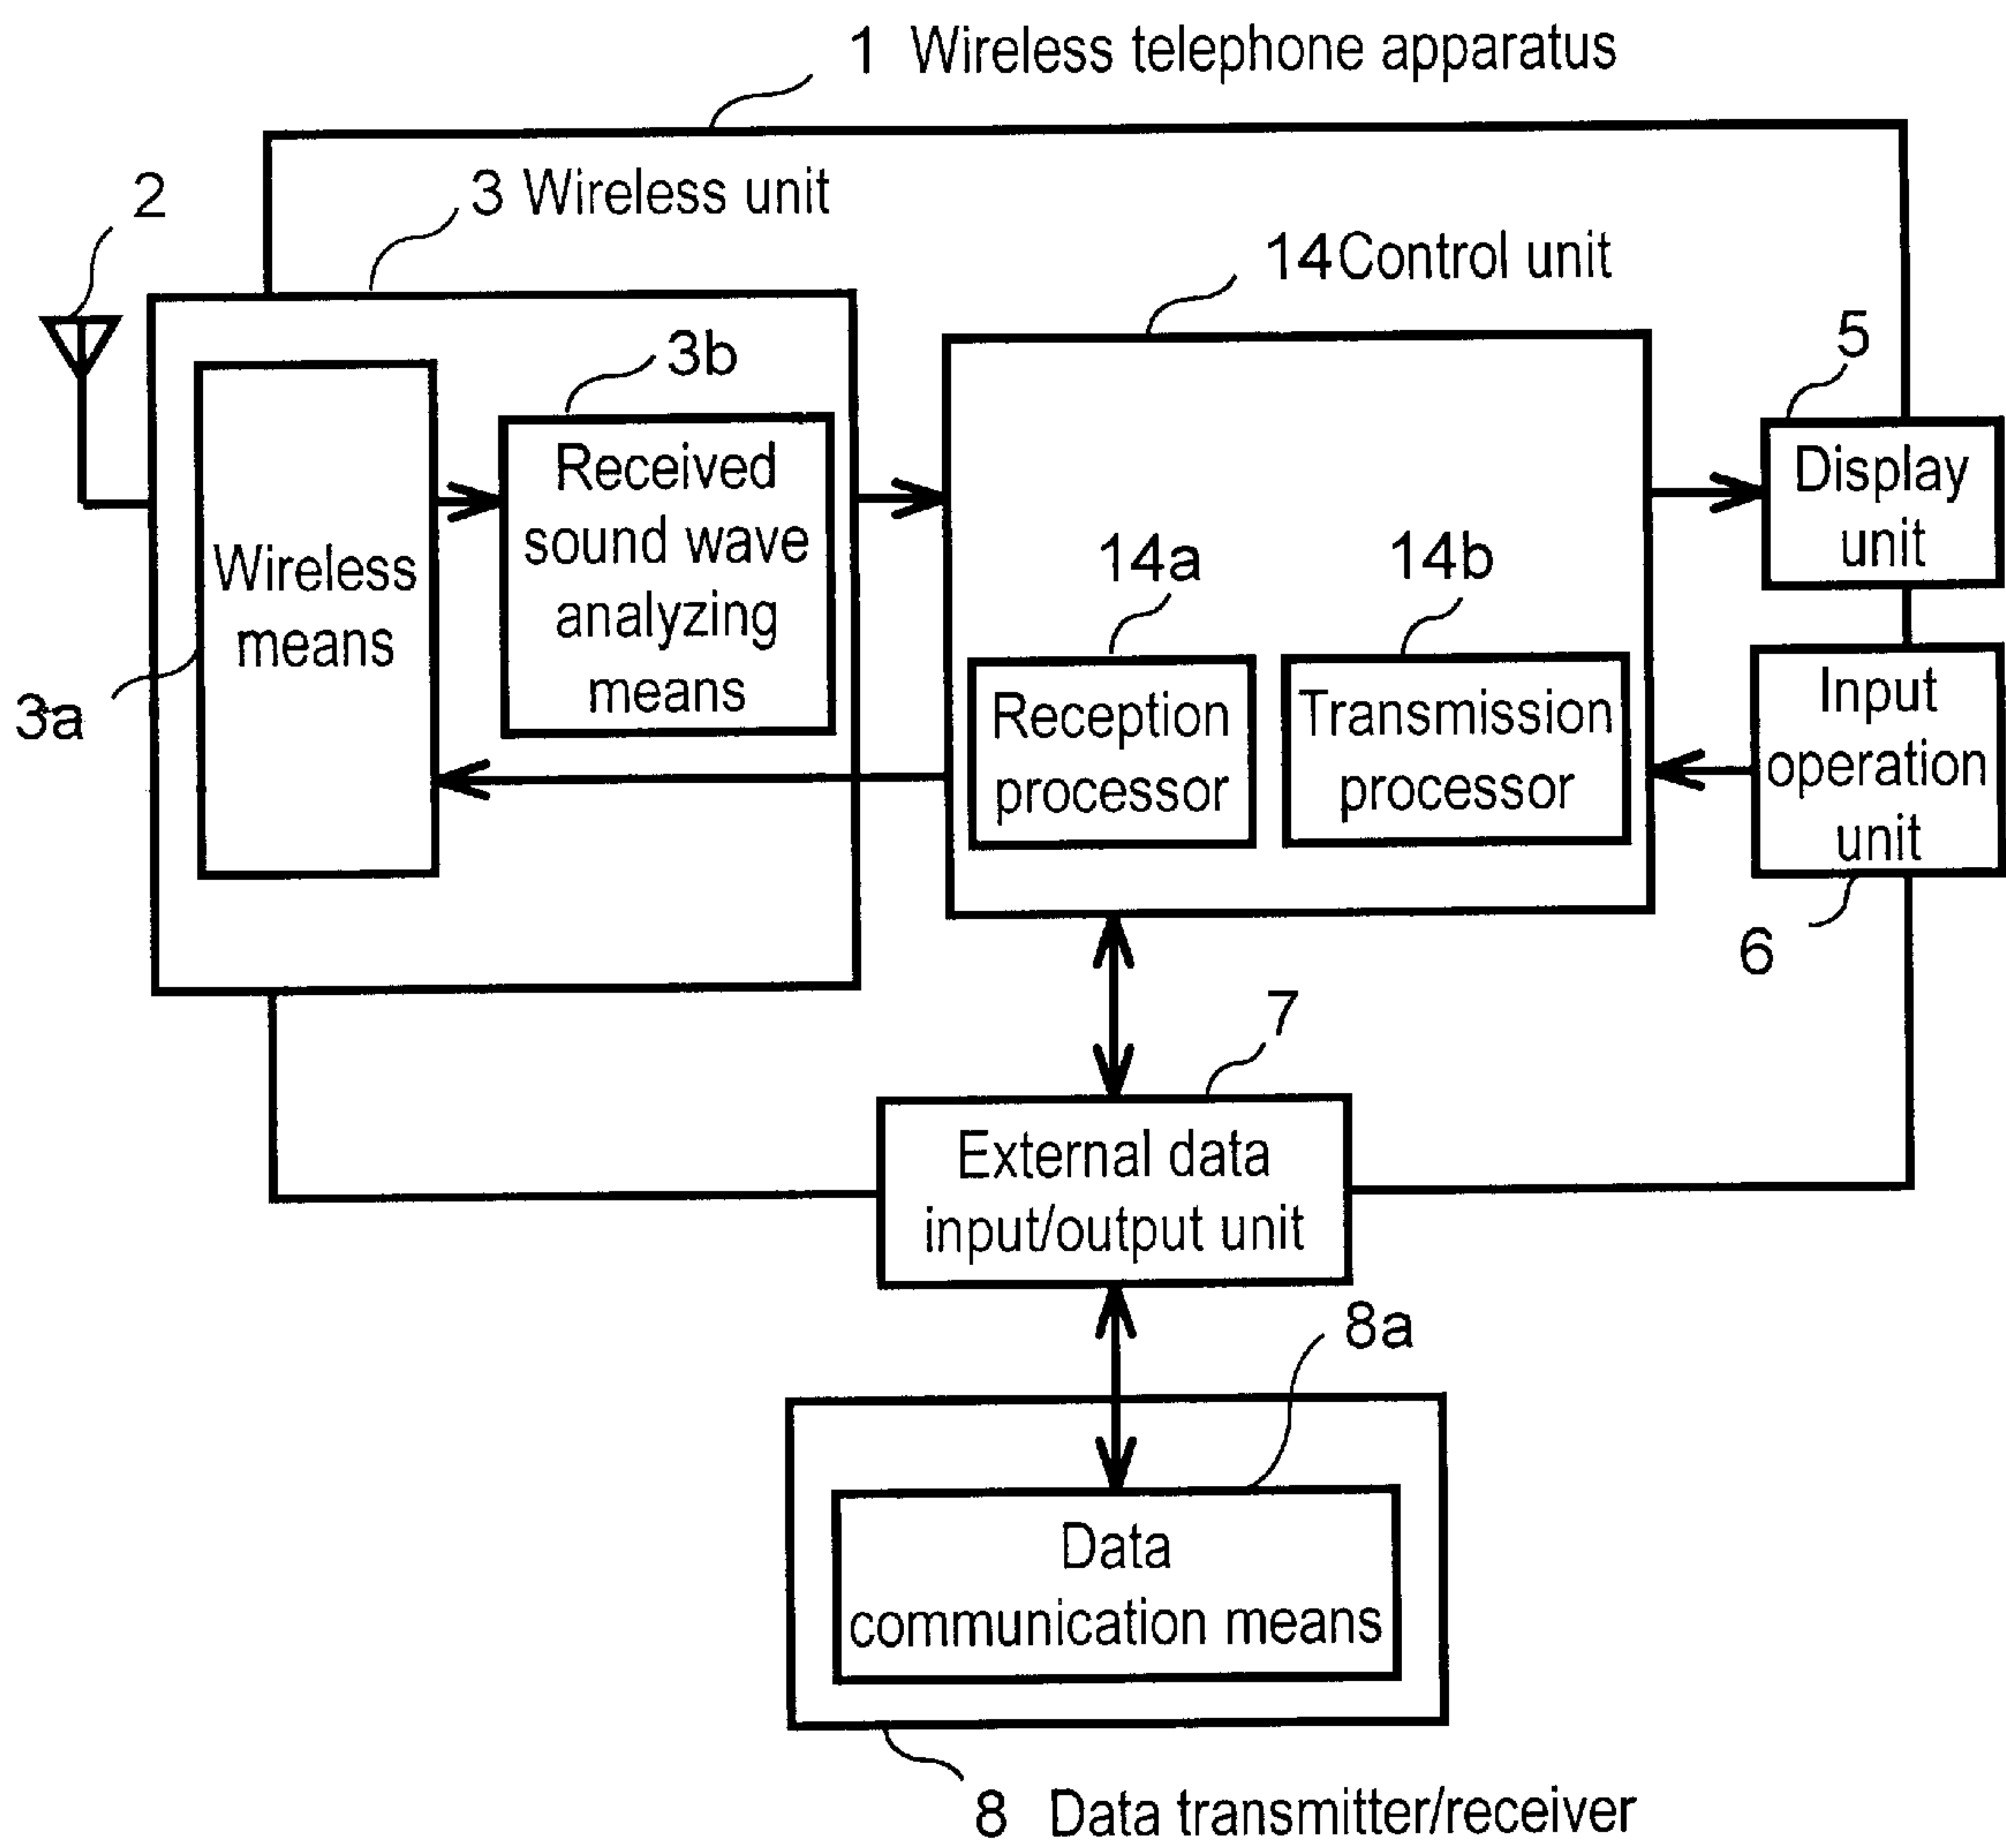 1 Wireless telephone apparatus
2
3 Wireless unit
14 Control unit
3b
5
Received
sound wave
analyzing
means
Display
unit
Wireless
means
14a
14b
3a
Reception
processor
Transmission
processor
Input
operation
unit
6
7
External data
input/output unit
8a
Data
communication means
8 Data transmitter/receiver